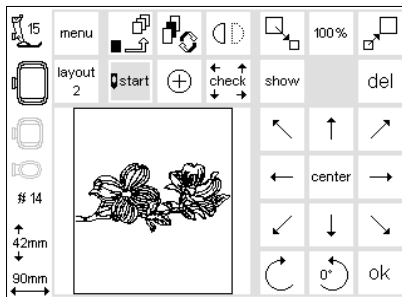 15
menu
100%
layout
2
start
check
show
del
center
# 14
42mm
90mm
0°
ok